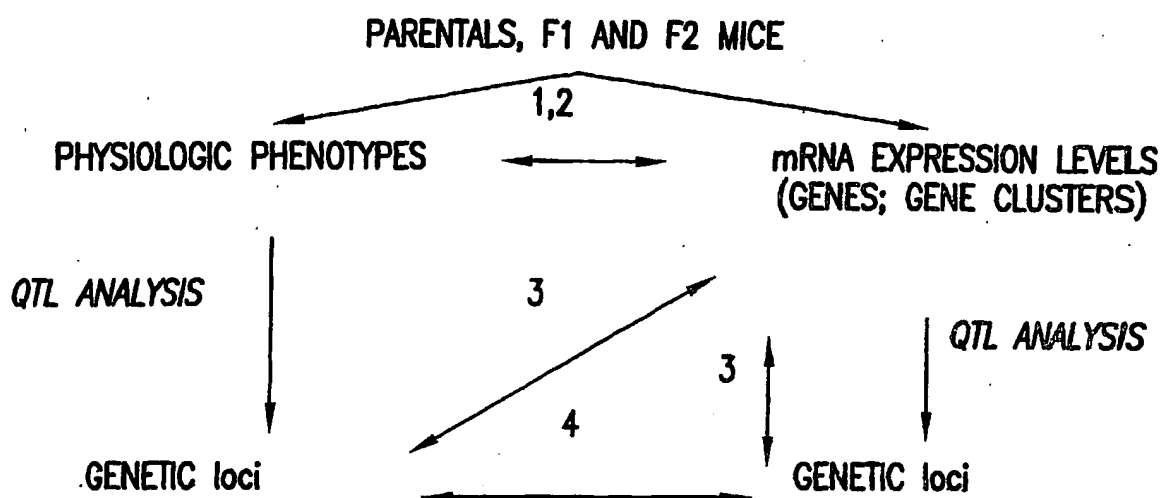 PARENTALS, F1 AND F2 MICE
1,2
PHYSIOLOGIC PHENOTYPES
mRNA EXPRESSION LEVELS
(GENES; GENE CLUSTERS)
QTL ANALYSIS
3
QTL ANALYSIS
3
4
GENETIC loci
GENETIC loci